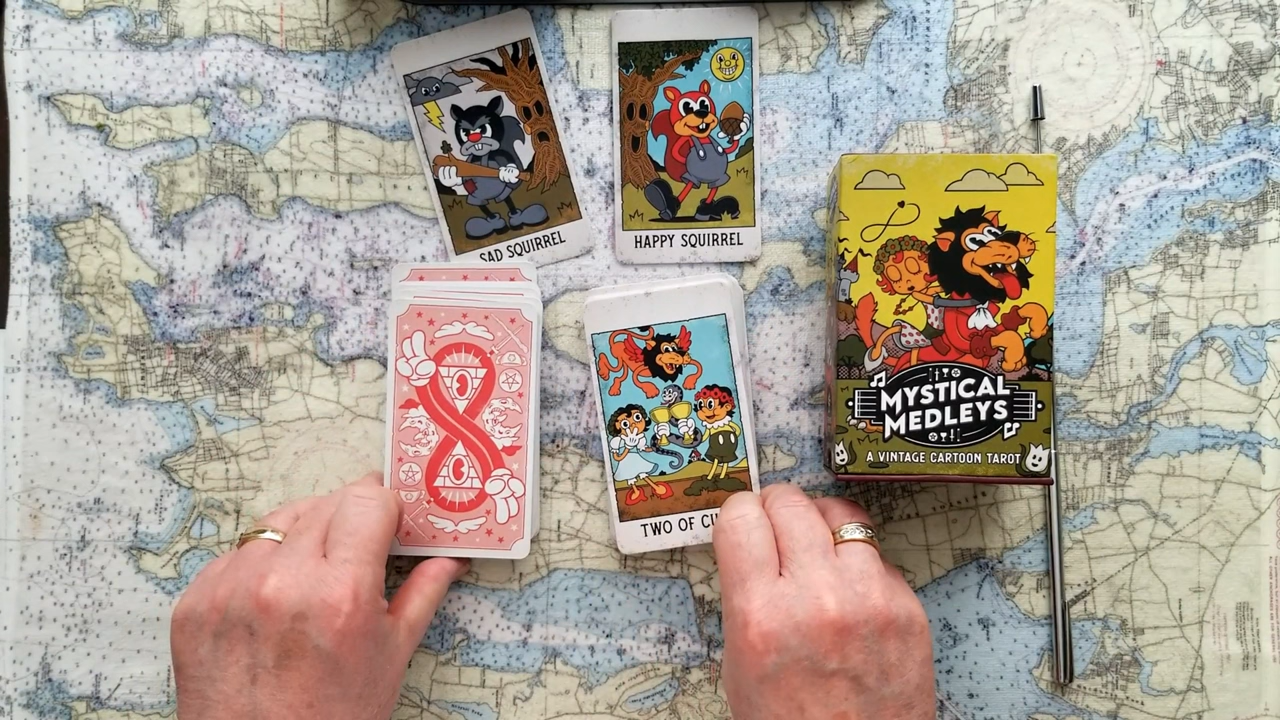 SAD SQUIRREL
HAPPY SQUIRREL
TWO OF CU
MYSTICAL
MEDLEYS
A VINTAGE CARTOON TAROT